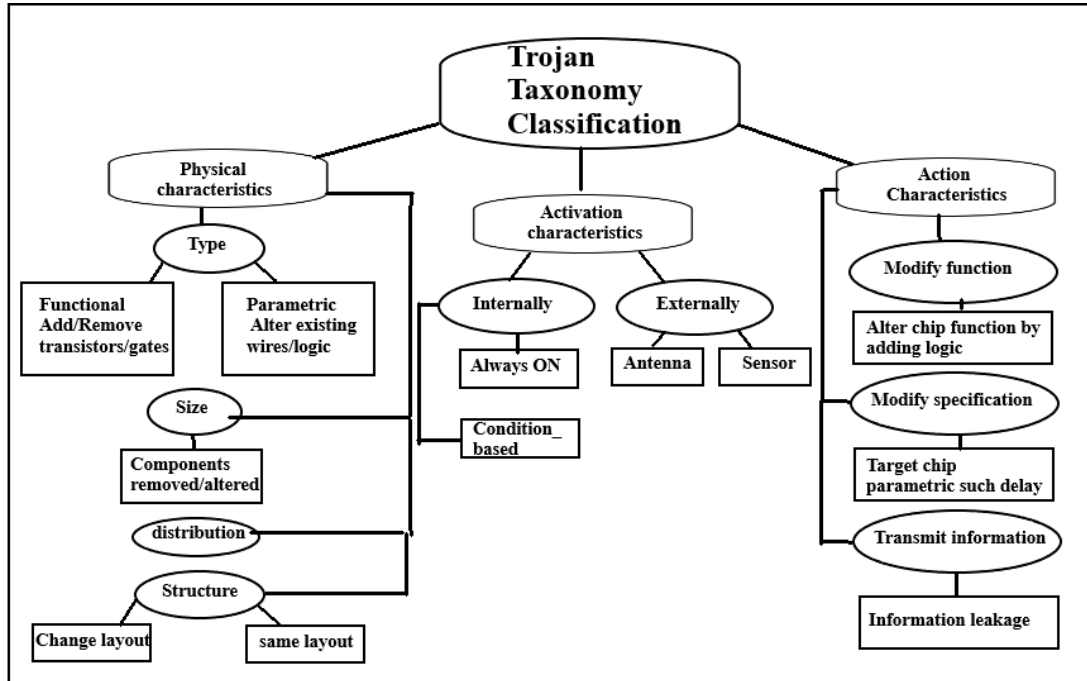 Trojan
Taxonomy
Classification
Physical
characteristics
Type
Functional
Add/Remove
transistors/gates
Parametric
Alter existing
wires/logic
Size
Components
removed/altered
distribution
Structure
Change layout
same layout
Activation
characteristics
Internally
Always ON
Condition_
based
Externally
Antenna
Sensor
Action
Characteristics
Modify function
Alter chip function by
adding logic
Modify specification
Target chip
parametric such delay
Transmit information
Information leakage